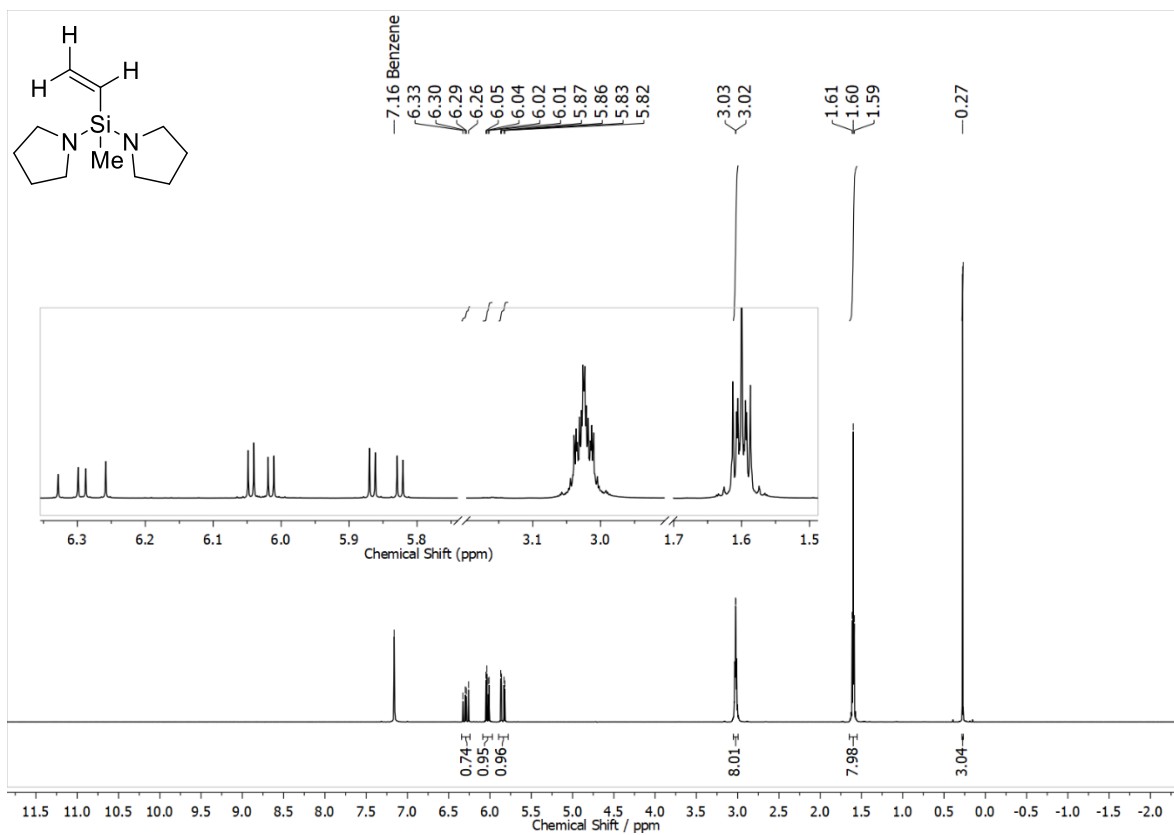 H
H
H
Si
N
N
Me
7.16 Benzene
6.33
6.30
6.29
6.26
6.05
6.04
6.02
6.01
5.87
5.86
5.83
5.82
3.03
3.02
1.61
1.60
1.59
0.27
6.3 6.2 6.1 6.0 5.9 5.8 3.1 3.0 1.7 1.6 1.5
Chemical Shift (ppm)
0.74
0.95
0.96
8.01
7.98
3.04
11.5 11.0 10.5 10.0 9.5 9.0 8.5 8.0 7.5 7.0 6.5 6.0 5.5 5.0 4.5 4.0 3.5 3.0 2.5 2.0 1.5 1.0 0.5 0.0 -0.5 -1.0 -1.5 -2.0
Chemical Shift / ppm